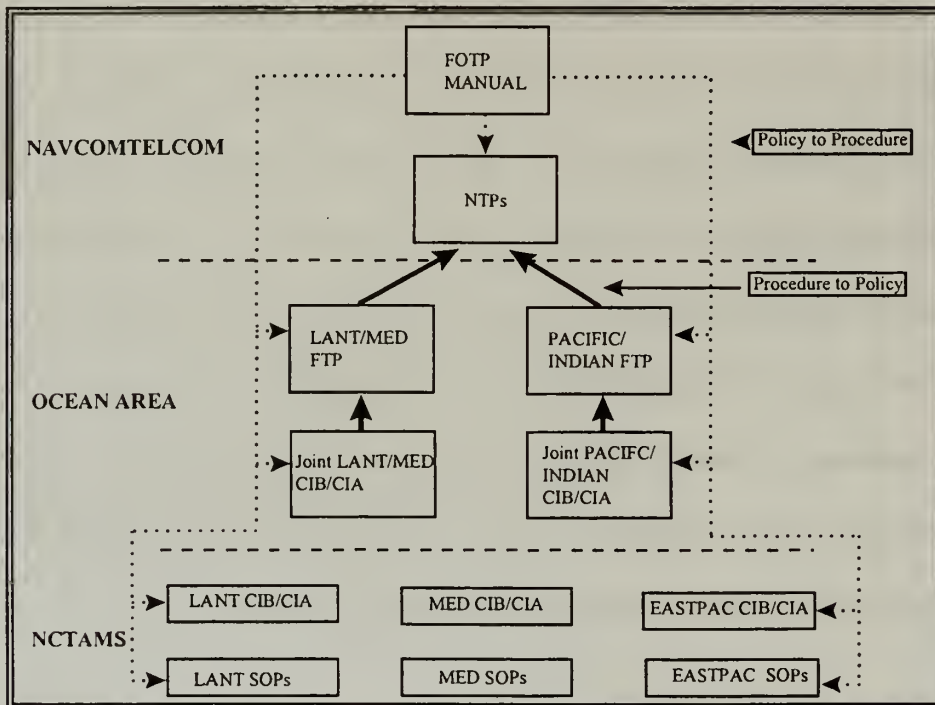 FOTP
MANUAL
NAVCOMTELCOM
Policy to Procedure
NTPs
Procedure to Policy
LANT/MED
FTP
PACIFIC/
INDIAN FTP
OCEAN AREA
Joint LANT/MED
CIB/CIA
Joint PACIFC/
INDIAN
CIB/CIA
LANT CIB/CIA
MED CIB/CIA
EASTPAC CIB/CIA
NCTAMS
LANT SOPs
MED SOPs
EASTPAC SOPs